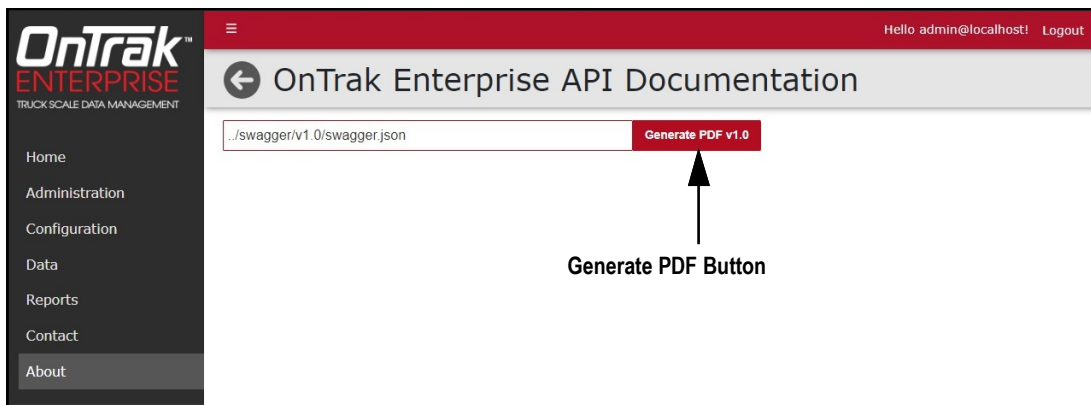 OnTrak™
ENTERPRISE
TRUCK SCALE DATA MANAGEMENT
Home
Administration
Configuration
Data
Reports
Contact
About
☰
Hello admin@localhost! Logout
OnTrak Enterprise API Documentation
../swagger/v1.0/swagger.json
Generate PDF v1.0
Generate PDF Button